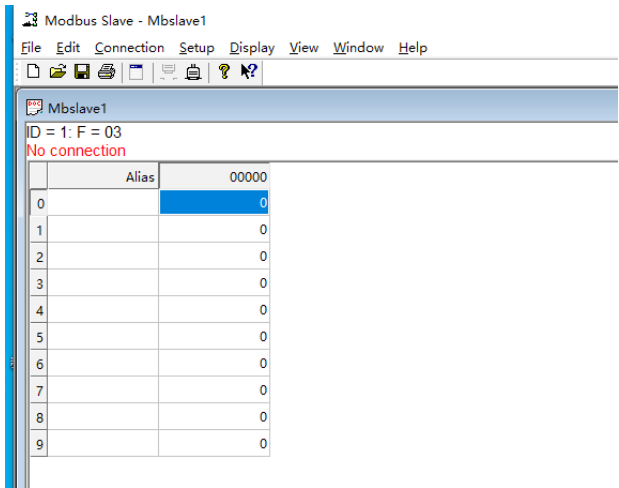 Modbus Slave - Mbslave1
File Edit Connection Setup Display View Window Help
Mbslave1
ID = 1: F = 03
No connection
Alias 00000
0 0
1 0
2 0
3 0
4 0
5 0
6 0
7 0
8 0
9 0